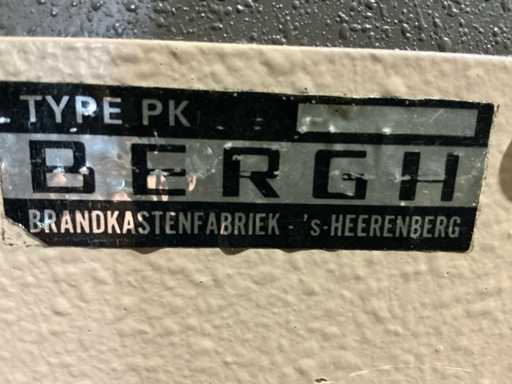 TYPE PK
BERGH
BRANDKASTENFABRIEK - 's-HEERENBERG